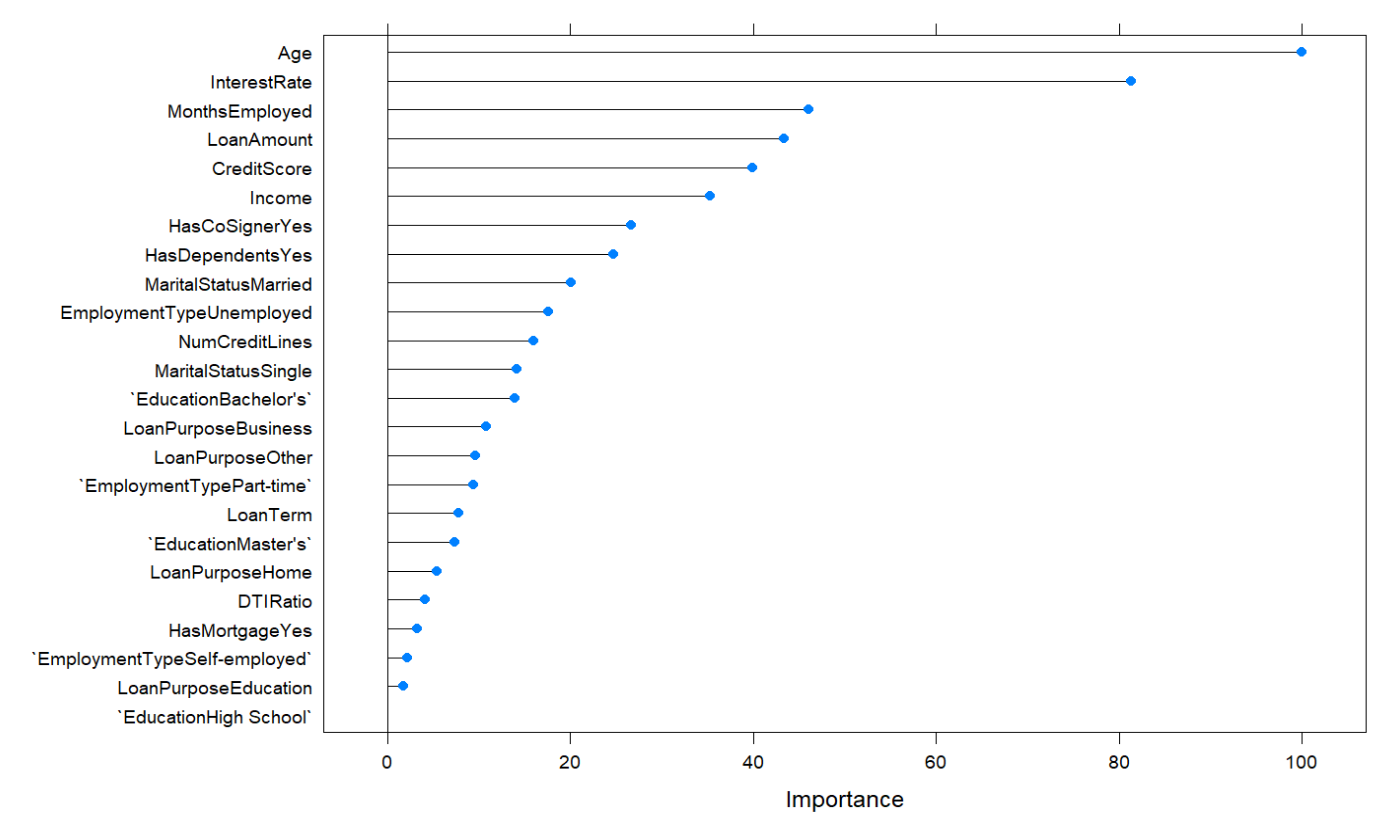 Age
InterestRate
MonthsEmployed
LoanAmount
CreditScore
Income
HasCoSignerYes
HasDependentsYes
MaritalStatusMarried
EmploymentTypeUnemployed
NumCreditLines
MaritalStatusSingle
`EducationBachelor's`
LoanPurposeBusiness
LoanPurposeOther
`EmploymentTypePart-time`
LoanTerm
`EducationMaster's`
LoanPurposeHome
DTIRatio
HasMortgageYes
`EmploymentTypeSelf-employed`
LoanPurposeEducation
`EducationHigh School`
0 20 40 60 80 100
Importance